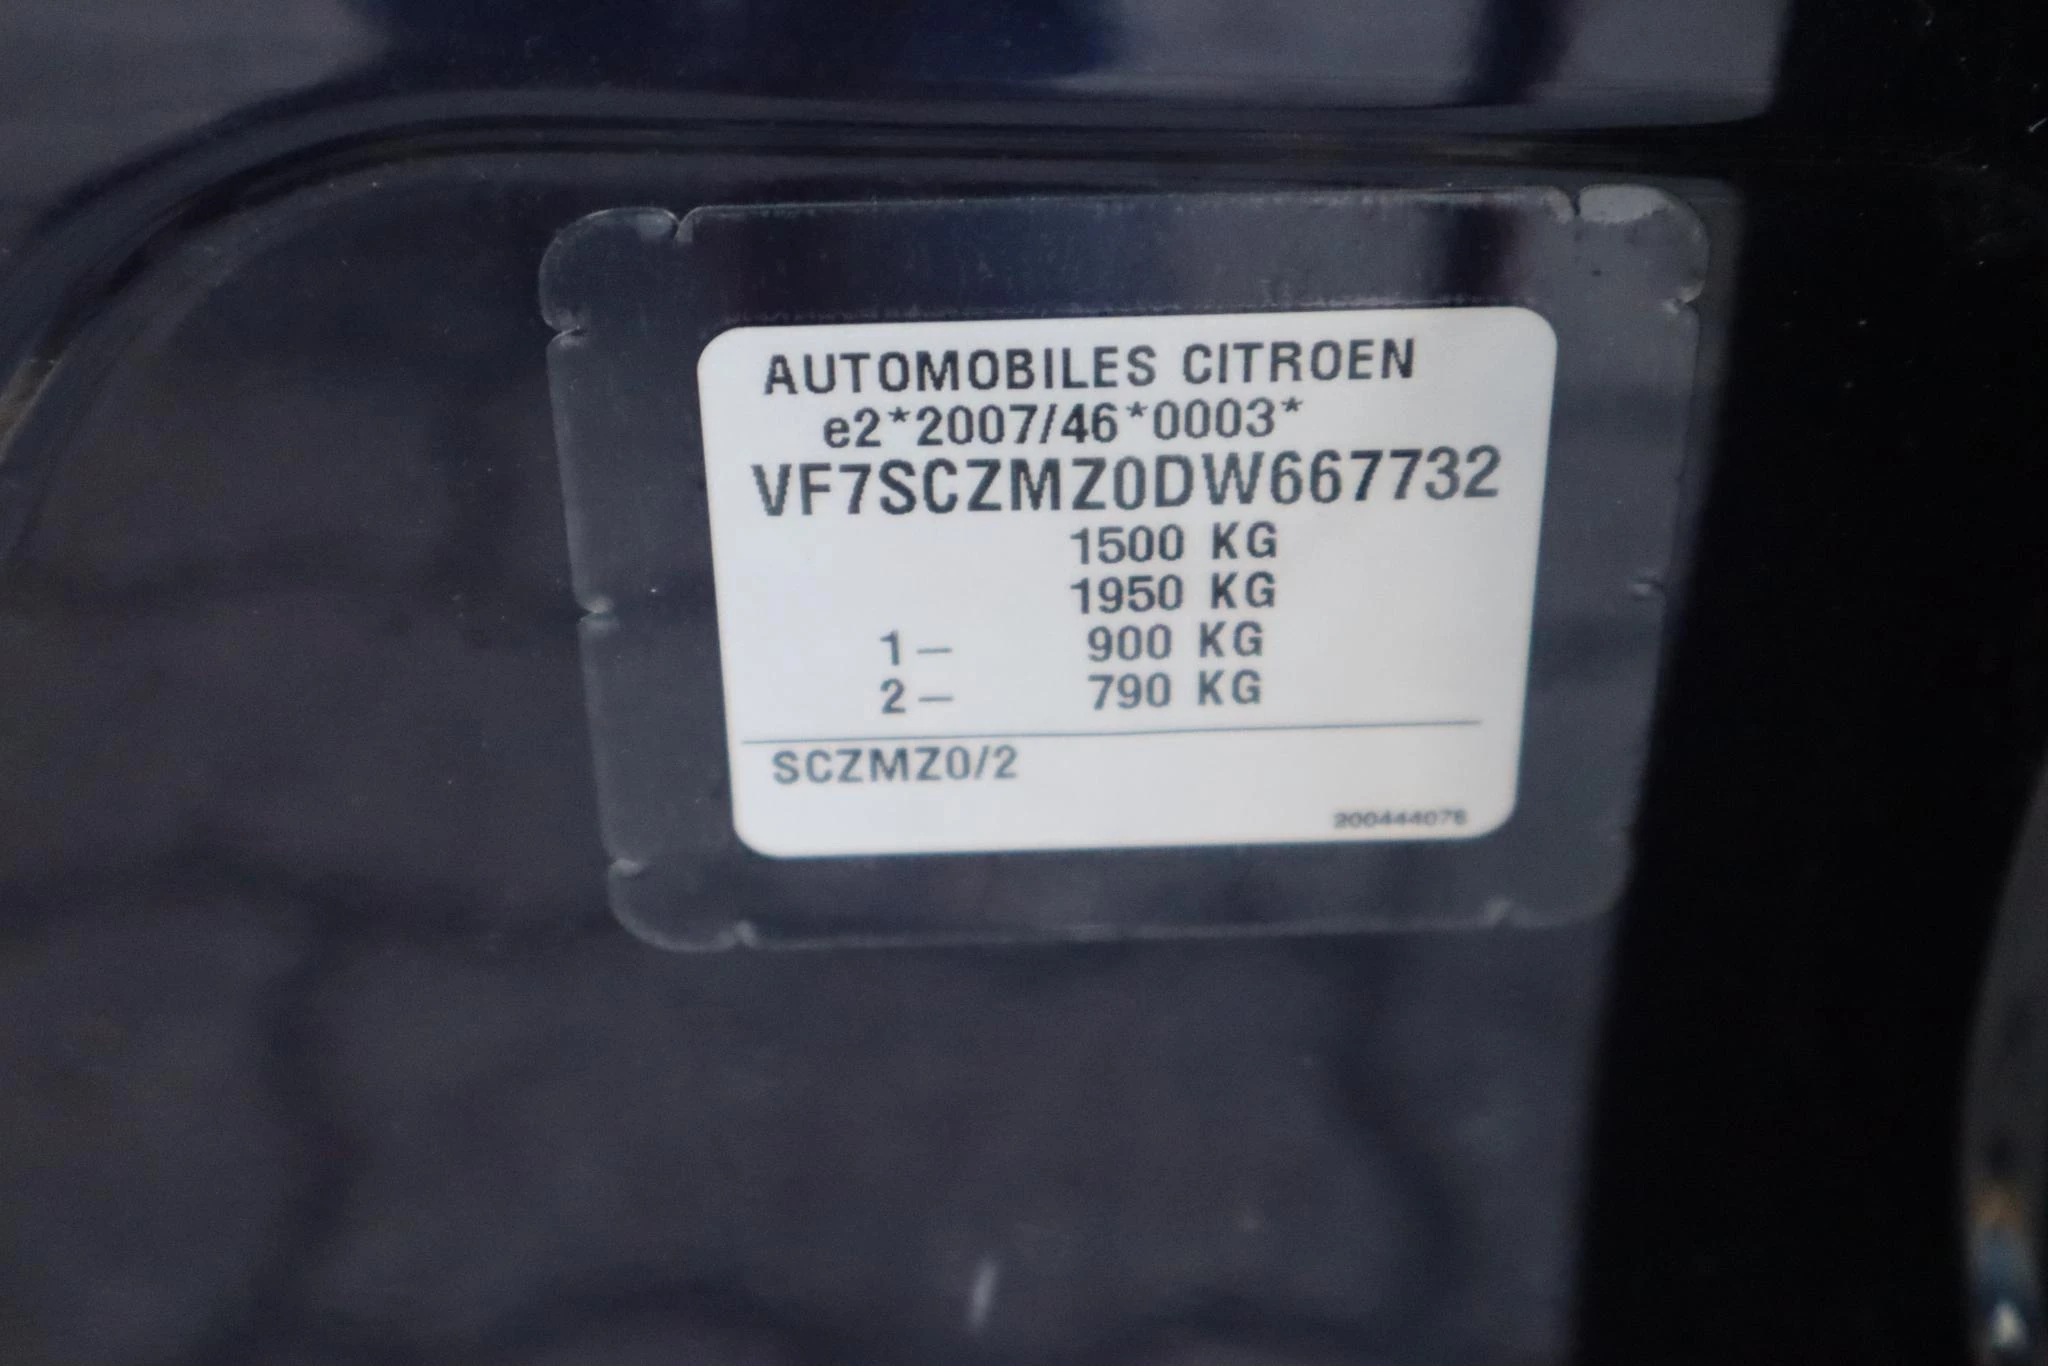 AUTOMOBILES CITROEN
e2*2007/46*0003*
VF7SCZMZ0DW667732
1500 KG
1950 KG
1- 900 KG
2- 790 KG
SCZMZ0/2
200444076